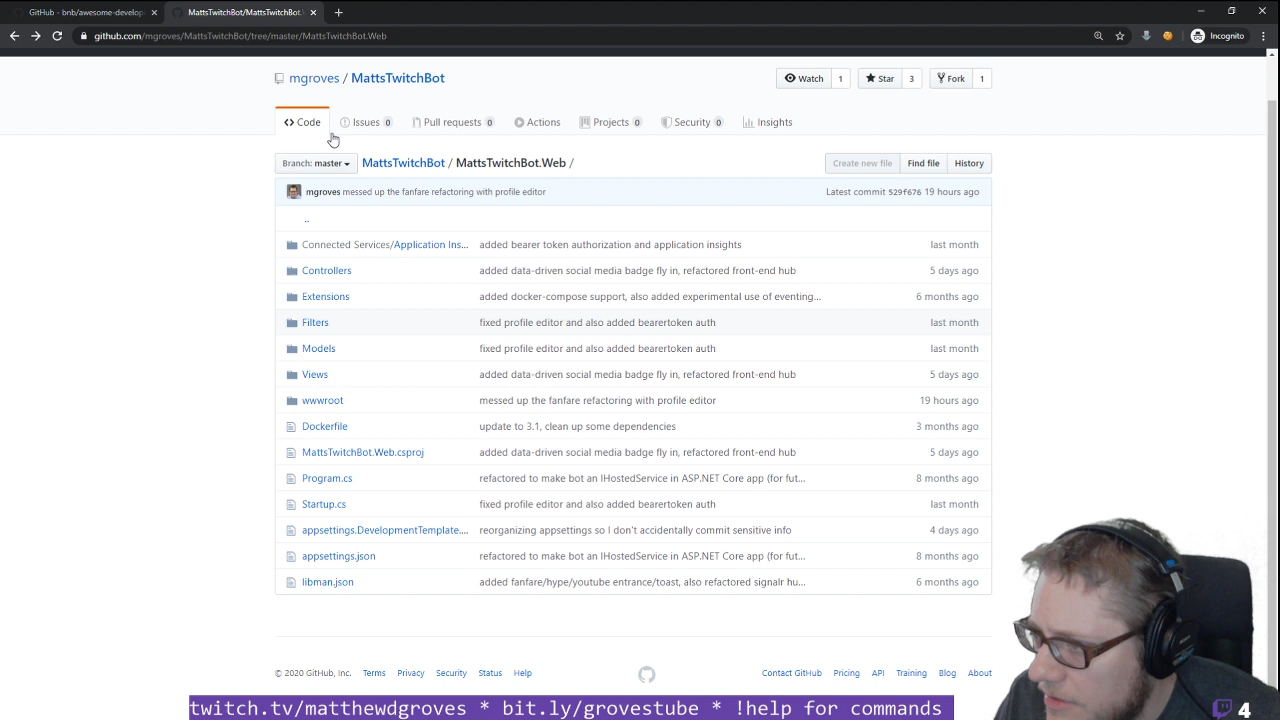 GitHub - bnb/awesome-develop
MattsTwitchBot/MattsTwitchBot.
github.com/mgroves/MattsTwitchBot/tree/master/MattsTwitchBot.Web
Incognito
mgroves / MattsTwitchBot
Watch 1 Star 3 Fork 1
Code Issues 0 Pull requests 0 Actions Projects 0 Security 0 Insights
Branch: master MattsTwitchBot / MattsTwitchBot.Web / Create new file Find file History
mgroves messed up the fanfare refactoring with profile editor Latest commit 529f676 19 hours ago
..
Connected Services/Application Ins... added bearer token authorization and application insights last month
Controllers added data-driven social media badge fly in, refactored front-end hub 5 days ago
Extensions added docker-compose support, also added experimental use of eventing... 6 months ago
Filters fixed profile editor and also added bearertoken auth last month
Models fixed profile editor and also added bearertoken auth last month
Views added data-driven social media badge fly in, refactored front-end hub 5 days ago
wwwroot messed up the fanfare refactoring with profile editor 19 hours ago
Dockerfile update to 3.1, clean up some dependencies 3 months ago
MattsTwitchBot.Web.csproj added data-driven social media badge fly in, refactored front-end hub 5 days ago
Program.cs refactored to make bot an IHostedService in ASP.NET Core app (for fut... 8 months ago
Startup.cs fixed profile editor and also added bearertoken auth last month
appsettings.DevelopmentTemplate.... reorganizing appsettings so I don't accidentally commit sensitive info 4 days ago
appsettings.json refactored to make bot an IHostedService in ASP.NET Core app (for fut... 8 months ago
libman.json added fanfare/hype/youtube entrance/toast, also refactored signalr hu... 6 months ago
© 2020 GitHub, Inc. Terms Privacy Security Status Help Contact GitHub Pricing API Training Blog About
twitch.tv/matthewdgroves * bit.ly/grovestube * !help for commands
4